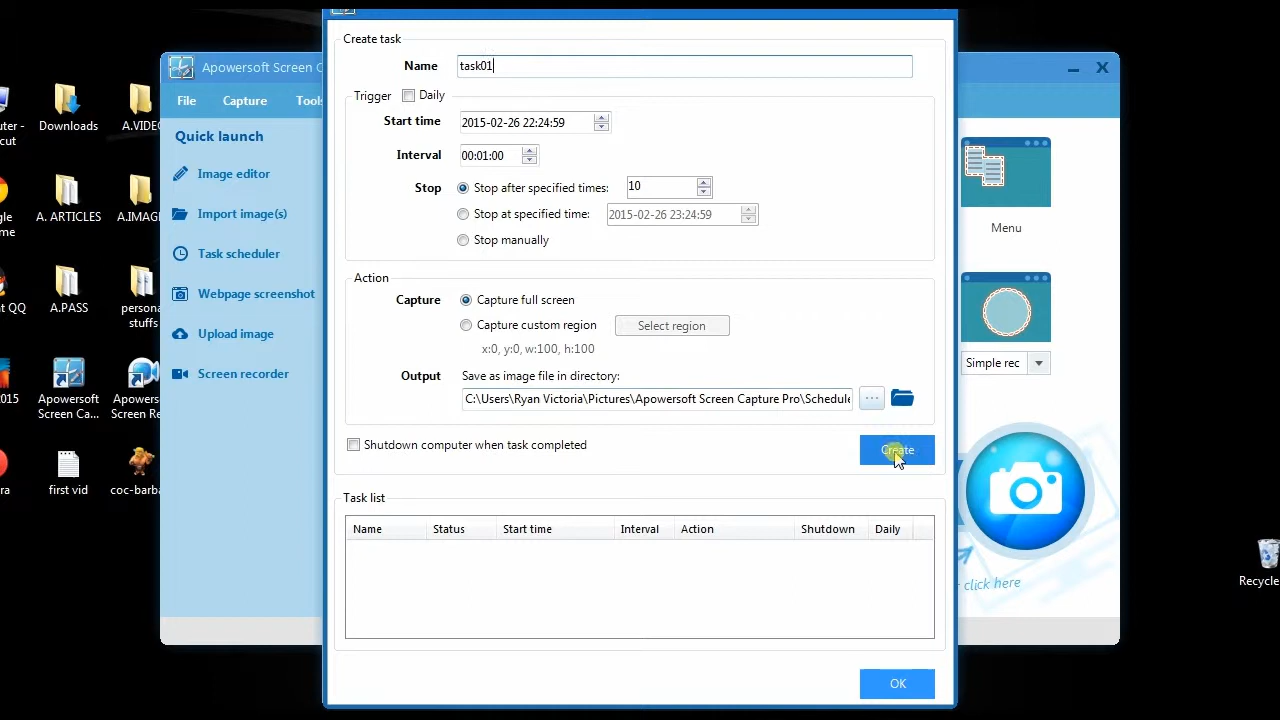 Create task
Name task01
Trigger Daily
Start time 2015-02-26 22:24:59
Interval 00:01:00
Stop Stop after specified times: 10
Stop at specified time: 2015-02-26 23:24:59
Stop manually
Action
Capture Capture full screen
Capture custom region Select region
x:0, y:0, w:100, h:100
Output Save as image file in directory:
C:\Users\Ryan Victoria\Pictures\Apowersoft Screen Capture Pro\Schedule ...
Shutdown computer when task completed Create
Task list
Name Status Start time Interval Action Shutdown Daily
OK
Apowersoft Screen C
File Capture Tools
Quick launch
Image editor
Import image(s)
Task scheduler
Webpage screenshot
Upload image
Screen recorder
Menu
Simple rec
click here
Downloads
A.VIDEO
A. ARTICLES
A.IMAG
A.PASS
personal
stuffs
Apowersoft
Screen Ca...
Apowers
Screen Re
first vid
coc-barba
uter -
cut
gle
me
at QQ
2015
ra
Recycle